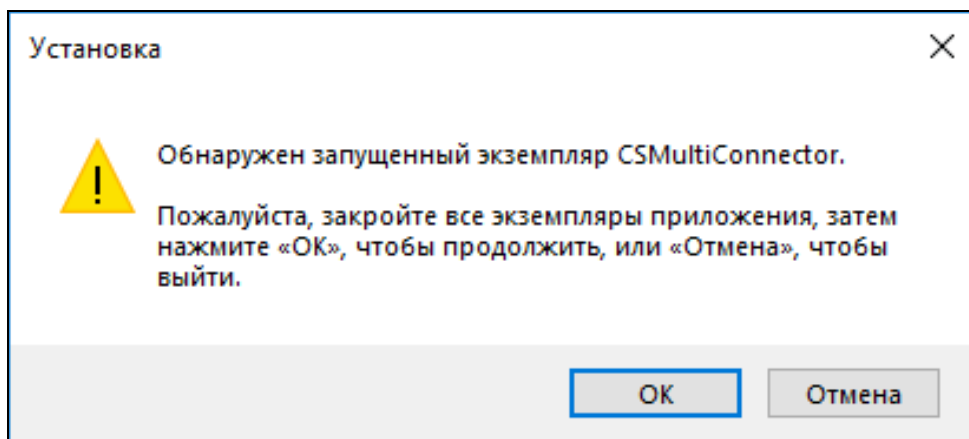 Установка
Обнаружен запущенный экземпляр CSMultiConnector.
Пожалуйста, закройте все экземпляры приложения, затем
нажмите «OK», чтобы продолжить, или «Отмена», чтобы
выйти.
OK
Отмена